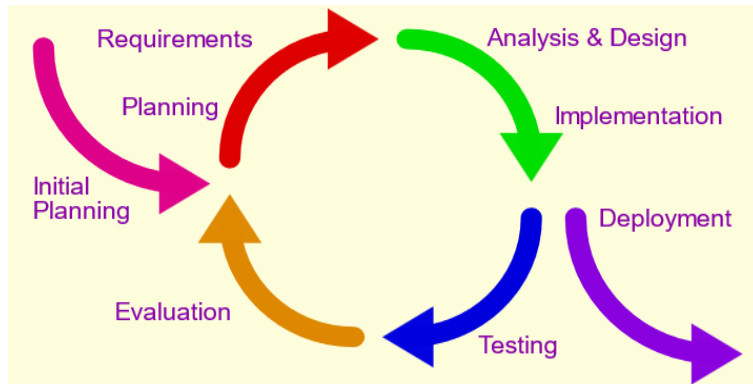 Requirements
Analysis & Design
Planning
Implementation
Initial
Planning
Deployment
Evaluation
Testing